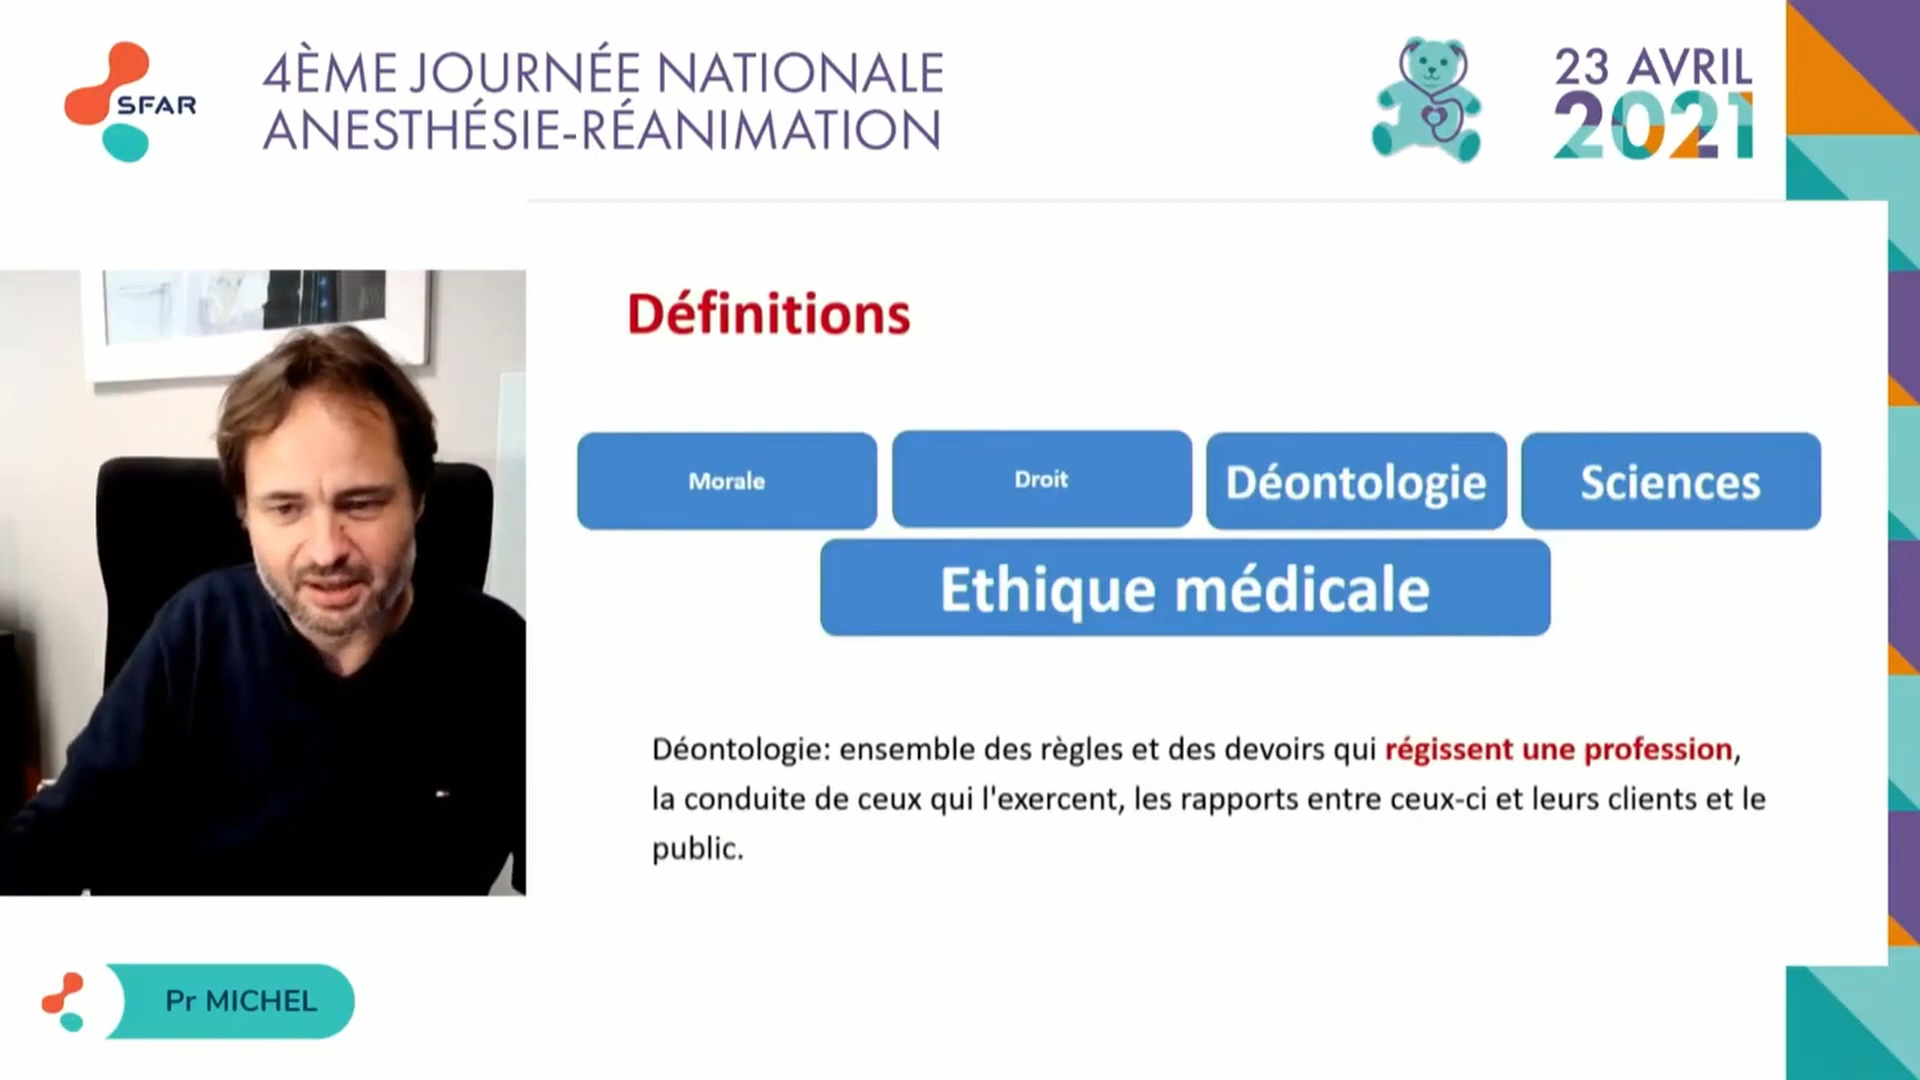 SFAR
4ÈME JOURNÉE NATIONALE
ANESTHÉSIE-RÉANIMATION
23 AVRIL
2021
Définitions
Morale
Droit
Déontologie
Sciences
Ethique médicale
Déontologie: ensemble des règles et des devoirs qui régissent une profession,
la conduite de ceux qui l'exercent, les rapports entre ceux-ci et leurs clients et le
public.
Pr MICHEL